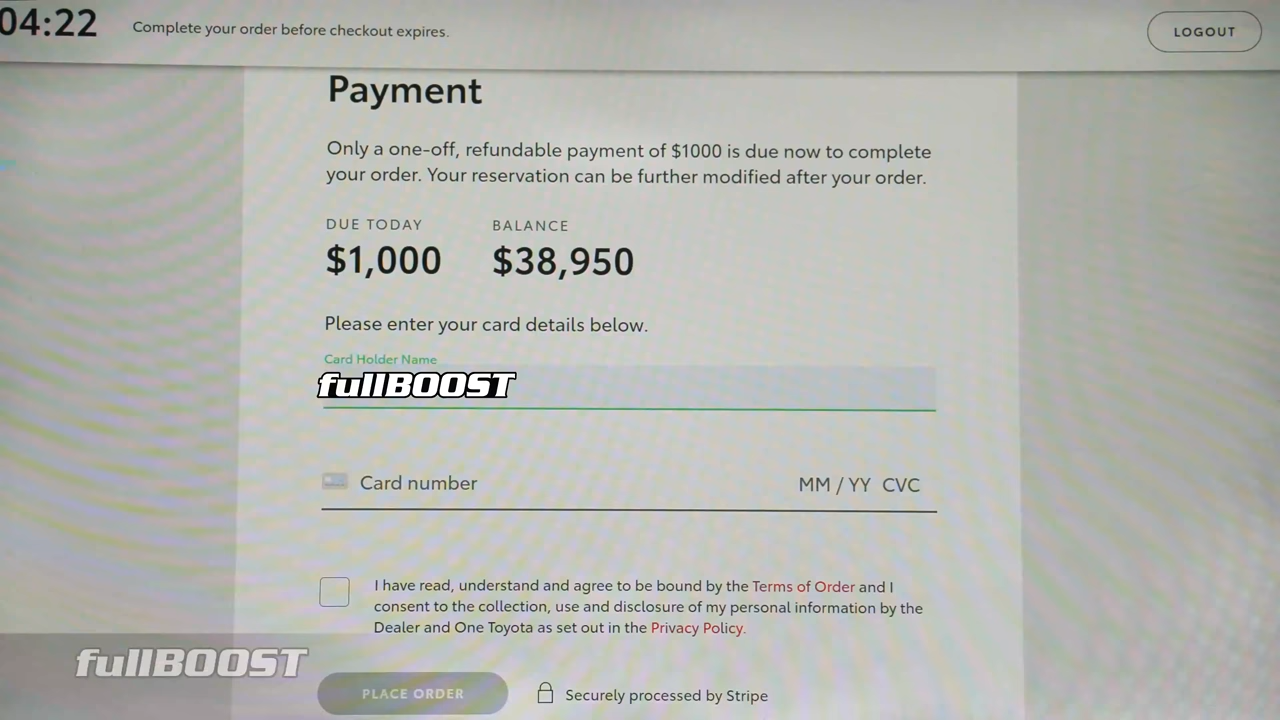 04:22
Complete your order before checkout expires.
LOGOUT
Payment
Only a one-off, refundable payment of $1000 is due now to complete
your order. Your reservation can be further modified after your order.
DUE TODAY BALANCE
$1,000 $38,950
Please enter your card details below.
Card Holder Name
fullBOOST
Card number MM / YY CVC
I have read, understand and agree to be bound by the Terms of Order and I
consent to the collection, use and disclosure of my personal information by the
Dealer and One Toyota as set out in the Privacy Policy.
fullBOOST
PLACE ORDER
Securely processed by Stripe